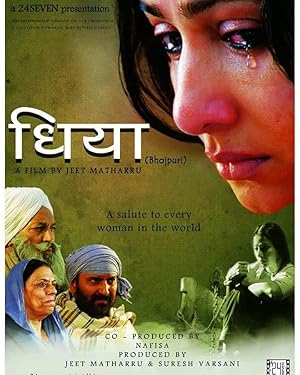 a 24SEVEN presentation
धिया
(Bhojpuri)
A FILM BY JEET MATHARRU
A salute to every
woman in the world
CO - PRODUCED BY
NAFISA
PRODUCED BY
JEET MATHARRU & SURESH VARSANI